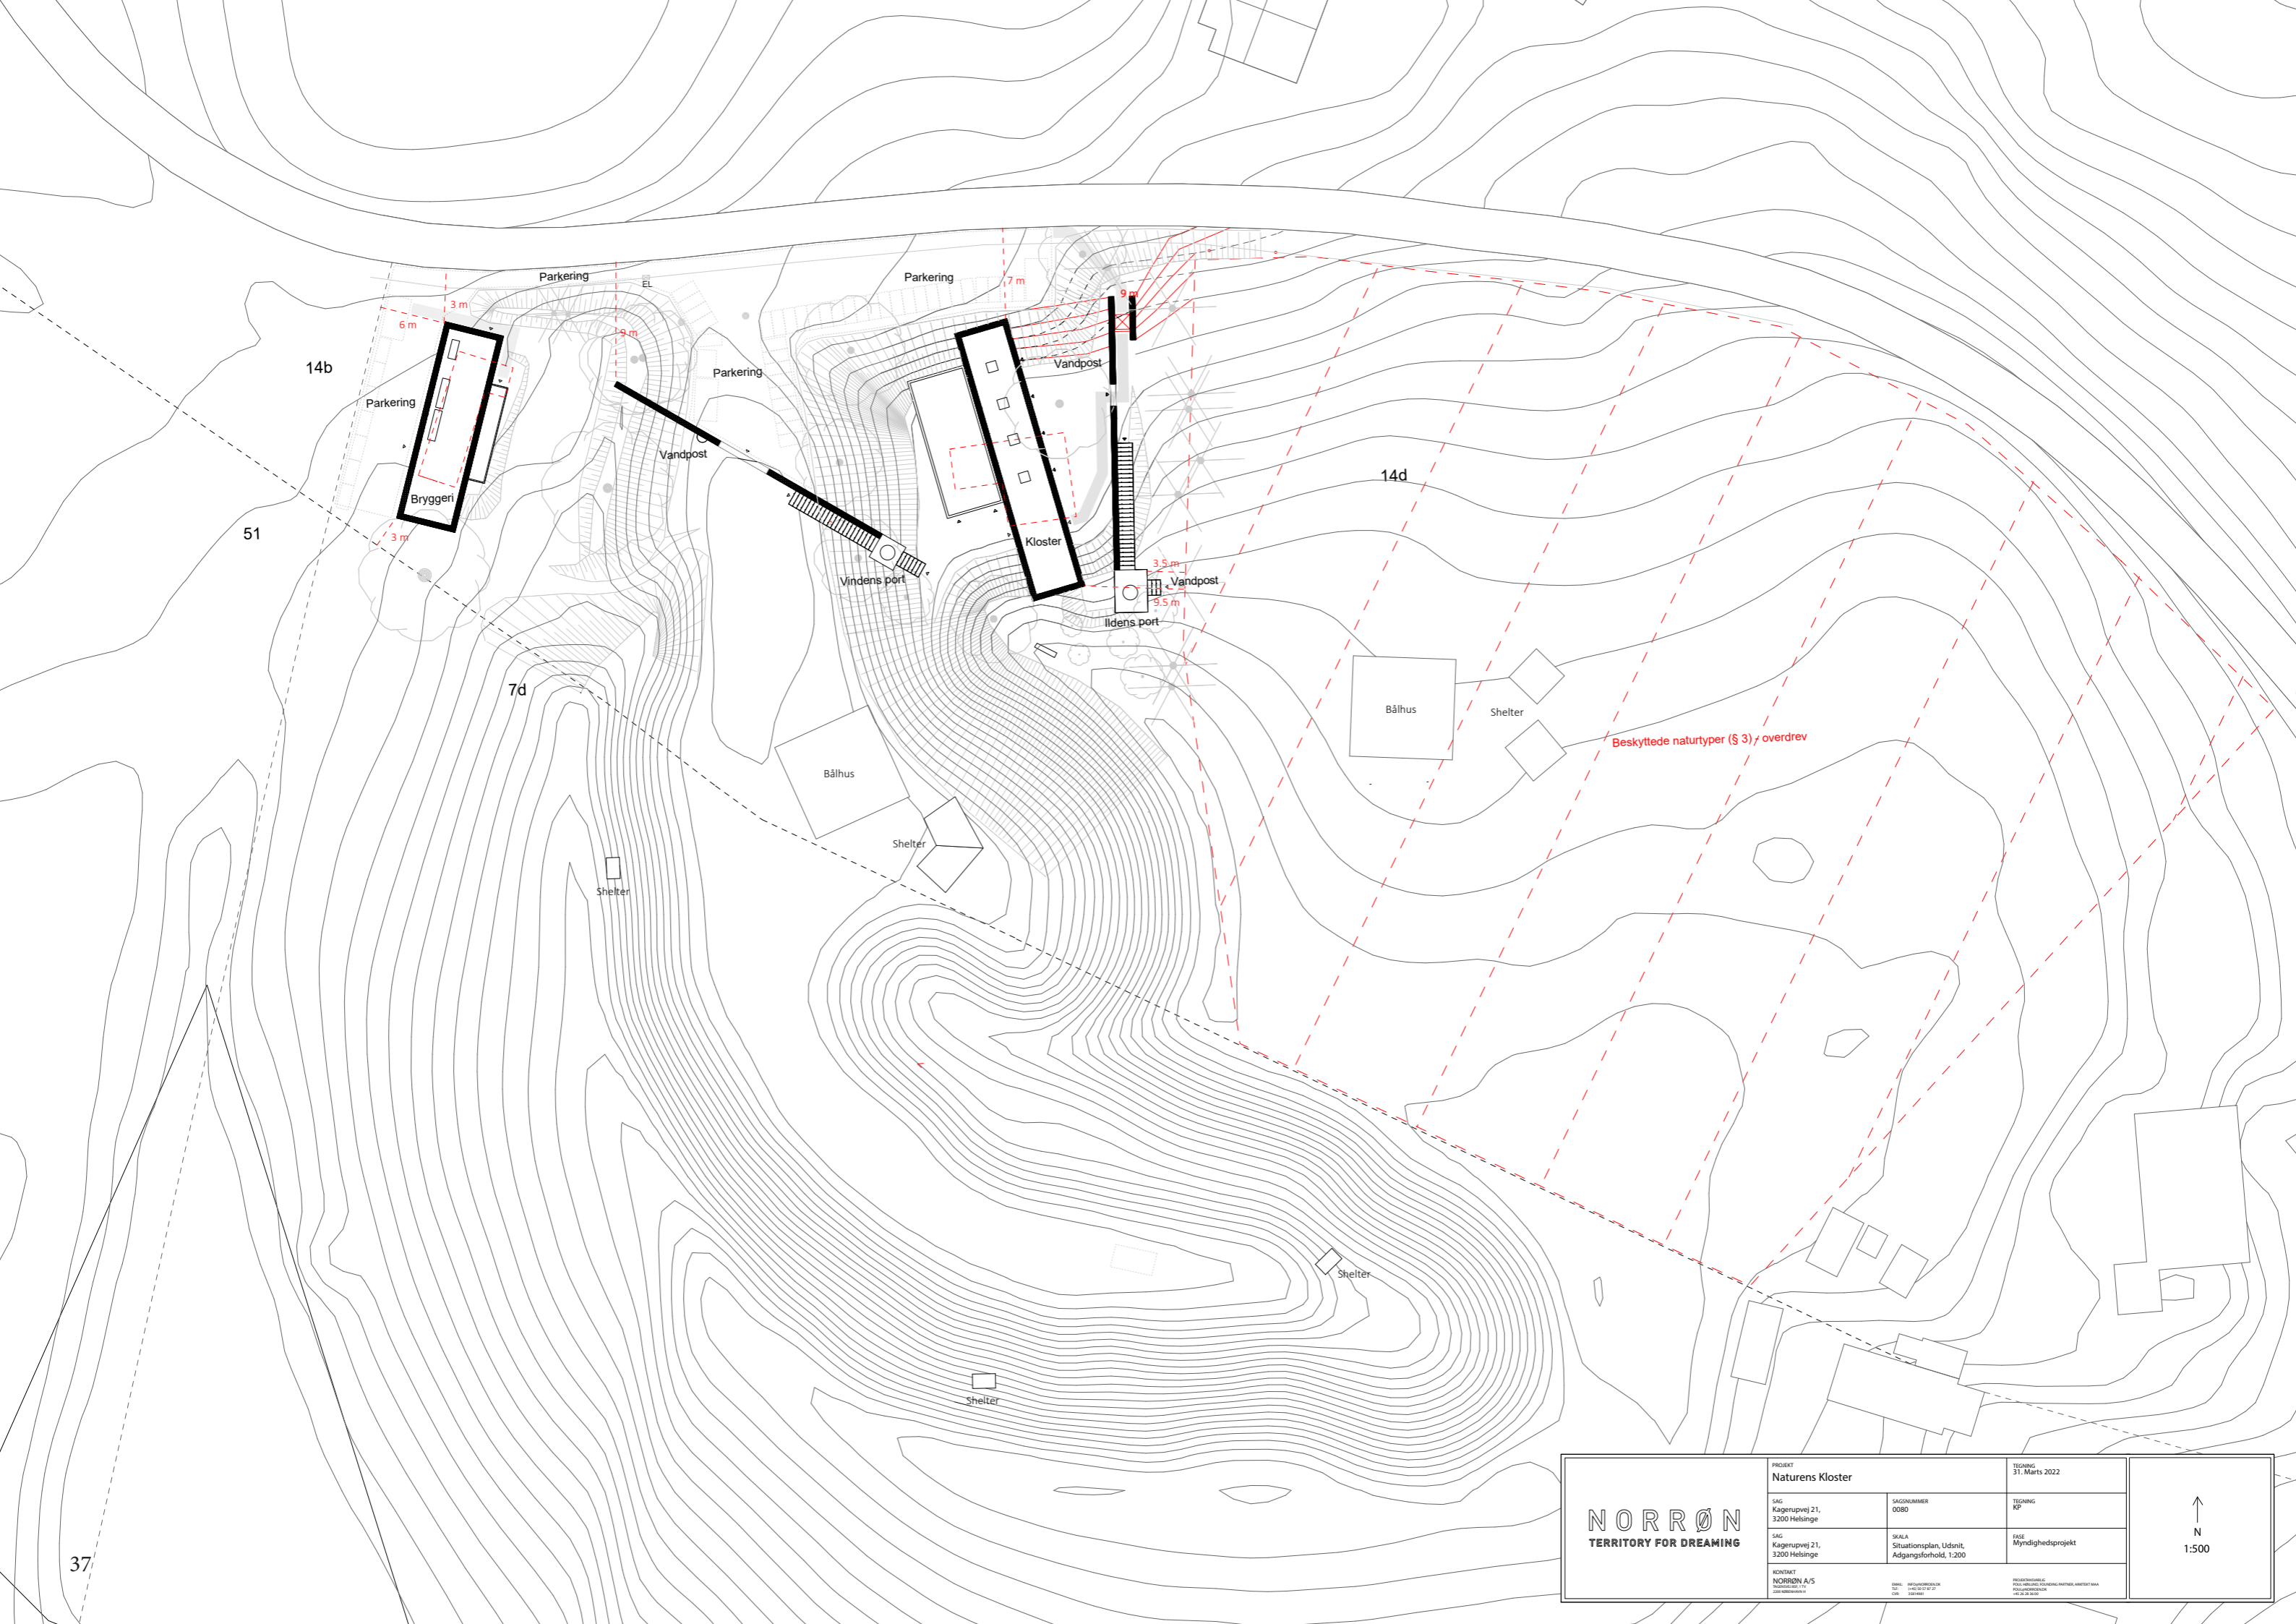 Parkering
EL
Parkering
7 m
9 m
3 m
6 m
9 m
14b
Parkering
Vandpost
Parkering
Vandpost
14d
Bryggeri
51
3 m
Kloster
Vindens port
3.5 m
Vandpost
9.5 m
Ildens port
7d
Bålhus
Shelter
Beskyttede naturtyper (§ 3) - overdrev
Bålhus
Shelter
Shelter
Shelter
Shelter
37
NORRØN
TERRITORY FOR DREAMING
PROJEKT
Naturens Kloster
TEGNING
31. Marts 2022
SAG
Kagerupvej 21,
3200 Helsinge
SAGSNUMMER
0080
TEGNING
KP
SAG
Kagerupvej 21,
3200 Helsinge
SKALA
Situationsplan, Udsnit,
Adgangsforhold, 1:200
FASE
Myndighedsprojekt
KONTAKT
NORRØN A/S
N
1:500